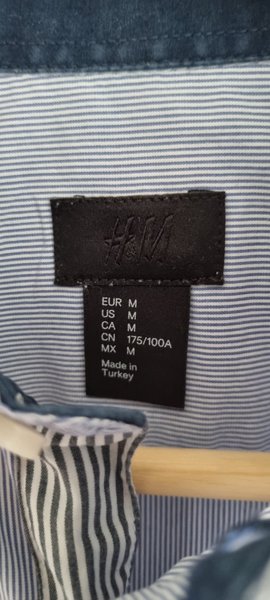 H&M
EUR M
US M
CA M
CN 175/100A
MX M
Made in
Turkey